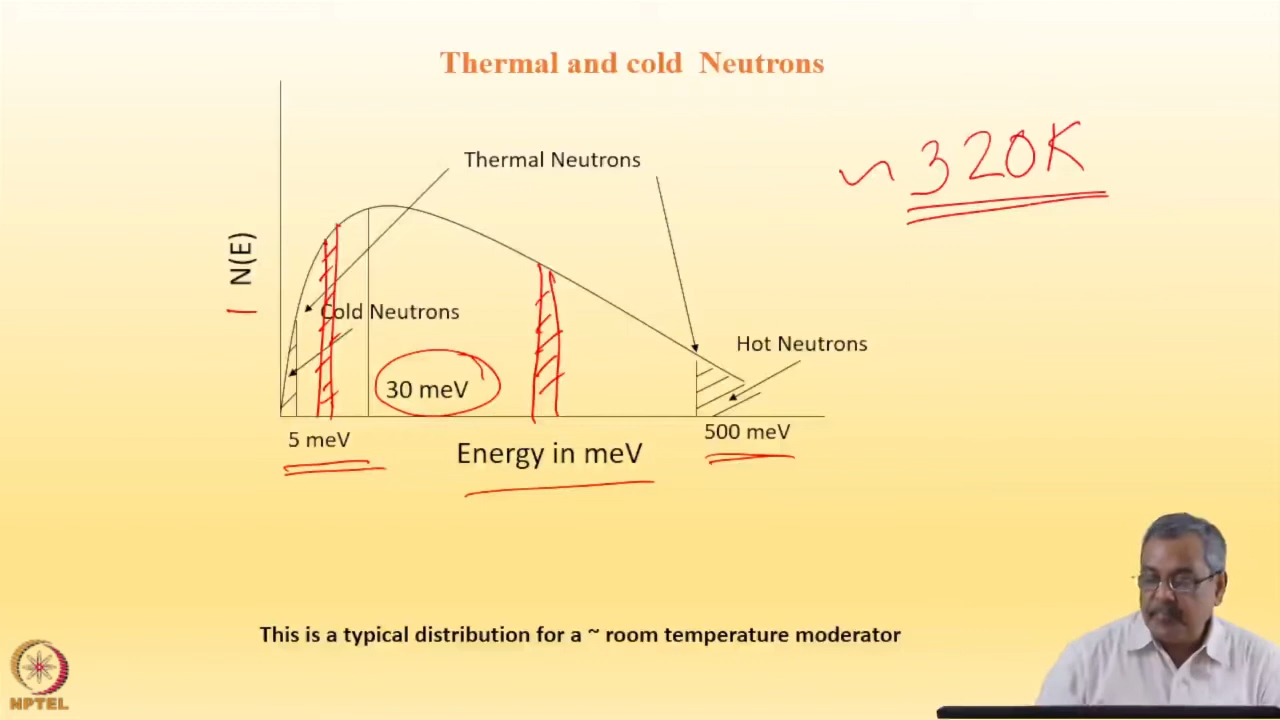 Thermal and cold Neutrons
~ 320K
Thermal Neutrons
N(E)
Cold Neutrons
Hot Neutrons
30 meV
5 meV
500 meV
Energy in meV
This is a typical distribution for a ~ room temperature moderator
NPTEL